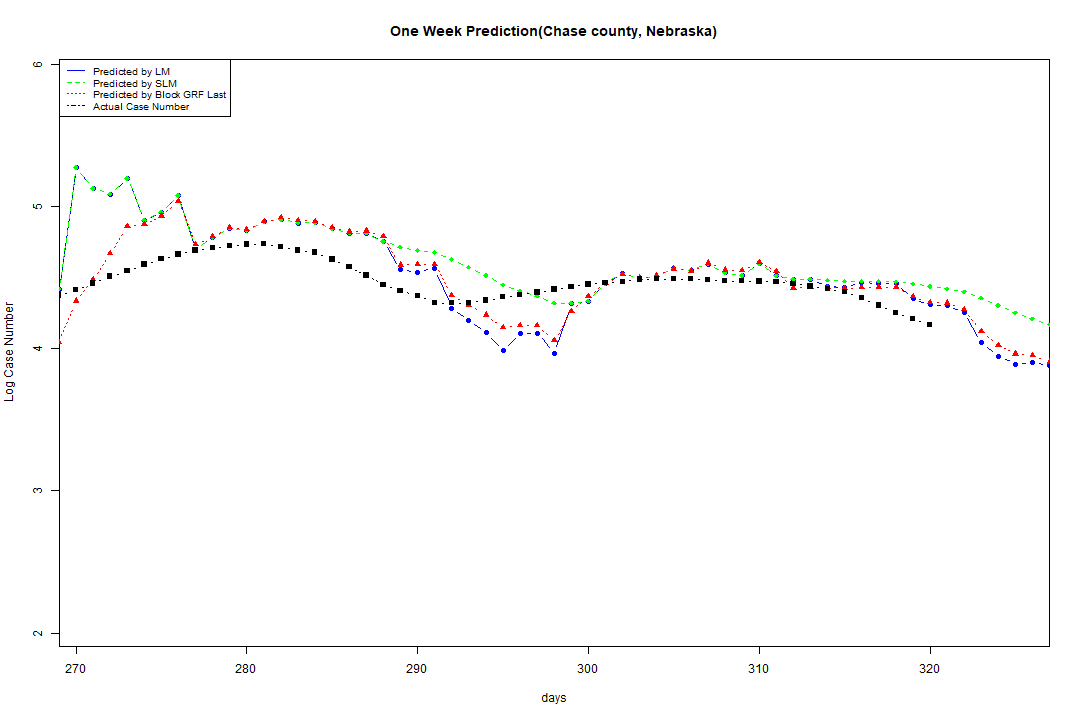 One Week Prediction(Chase county, Nebraska)
Predicted by LM
Predicted by SLM
Predicted by Block GRF Last
Actual Case Number
6
5
4
3
2
Log Case Number
270 280 290 300 310 320
days